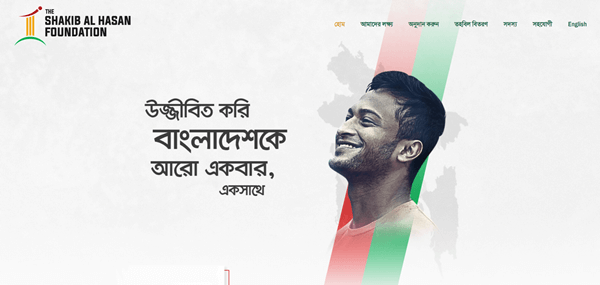 THE
SHAKIB AL HASAN
FOUNDATION
হোম আমাদের লক্ষ্য অনুদান করুন তহবিল বিতরণ সদস্য সহযোগী English
উজ্জীবিত করি
বাংলাদেশকে
আরো একবার,
একসাথে